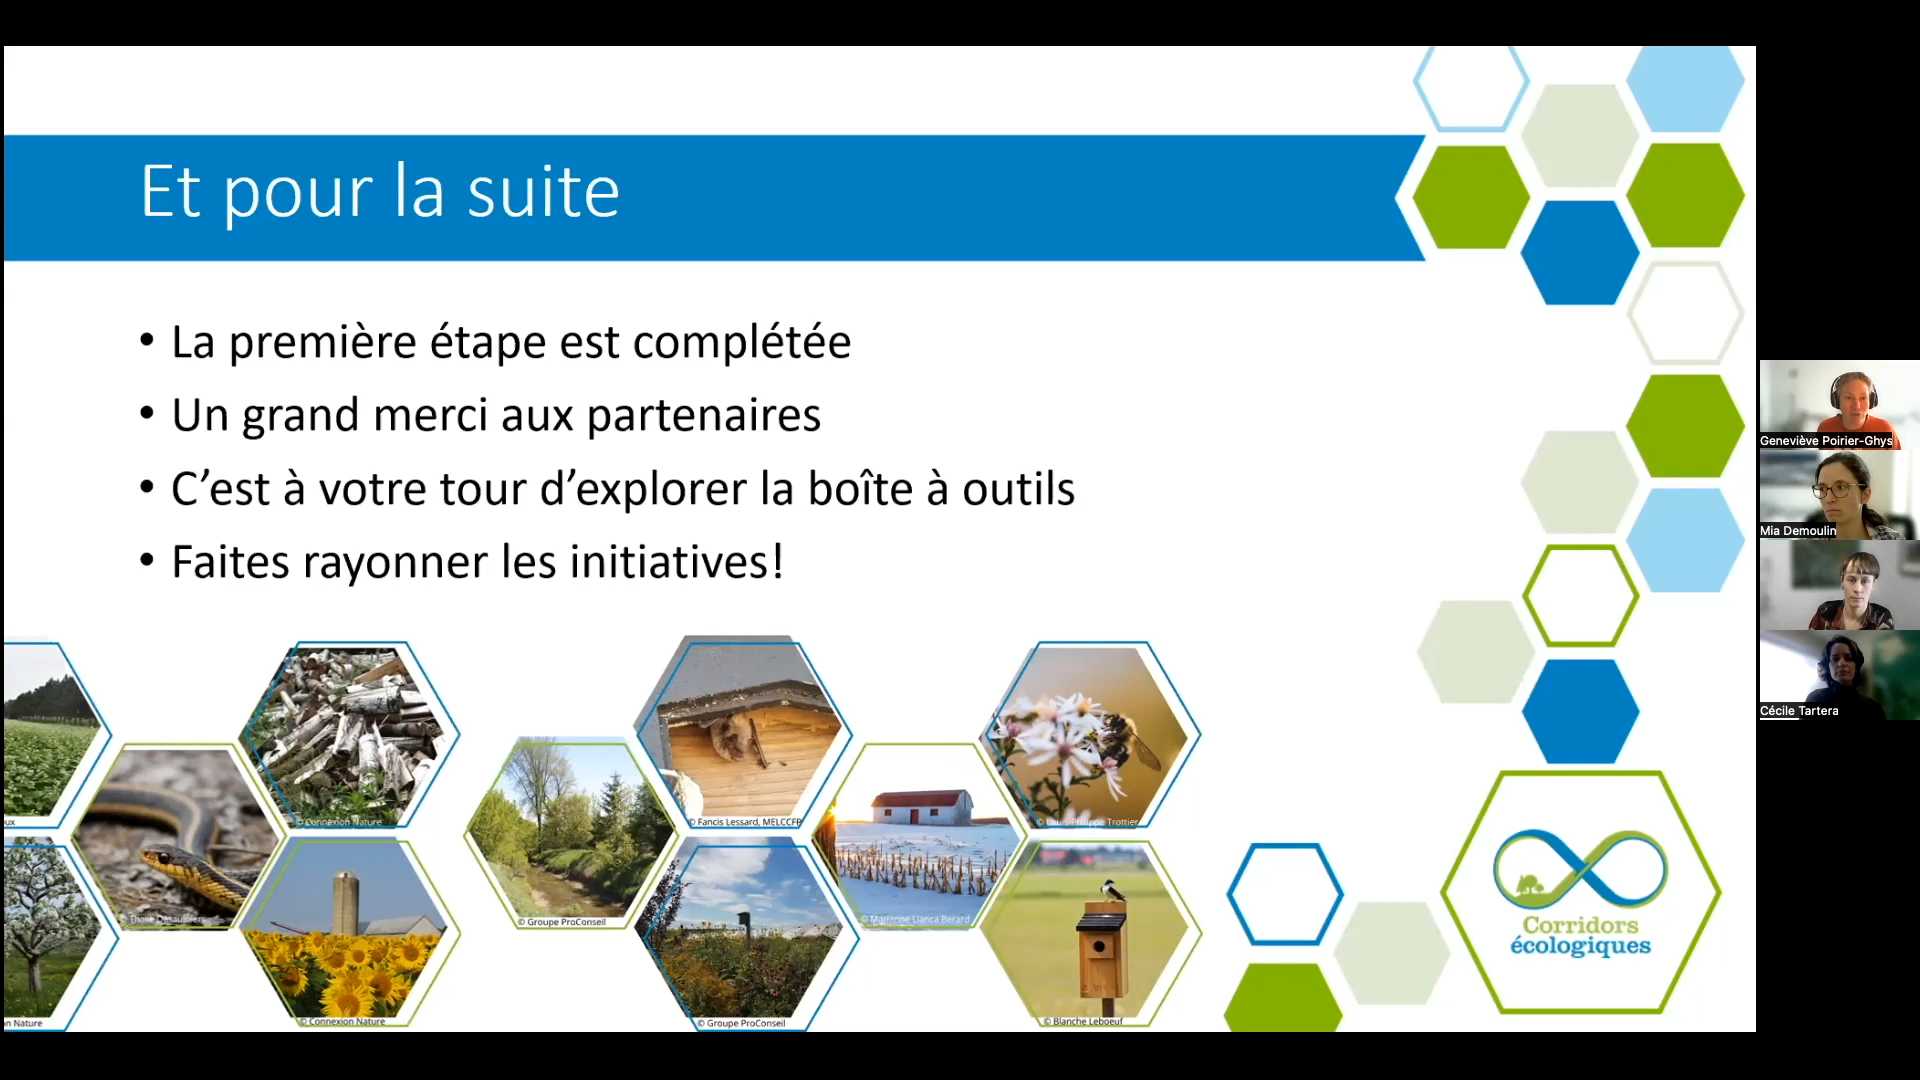 Et pour la suite
• La première étape est complétée
• Un grand merci aux partenaires
• C’est à votre tour d’explorer la boîte à outils
• Faites rayonner les initiatives!
© Connexion Nature
© Groupe ProConseil
© Fancis Lessard, MELCCFP
© Marianne Llanca Berard
© Louis-Philippe Trottier
© Connexion Nature
© Groupe ProConseil
© Blanche Leboeuf
n Nature
Corridors
écologiques
Geneviève Poirier-Ghys
Mia Demoulin
Cécile Tartera